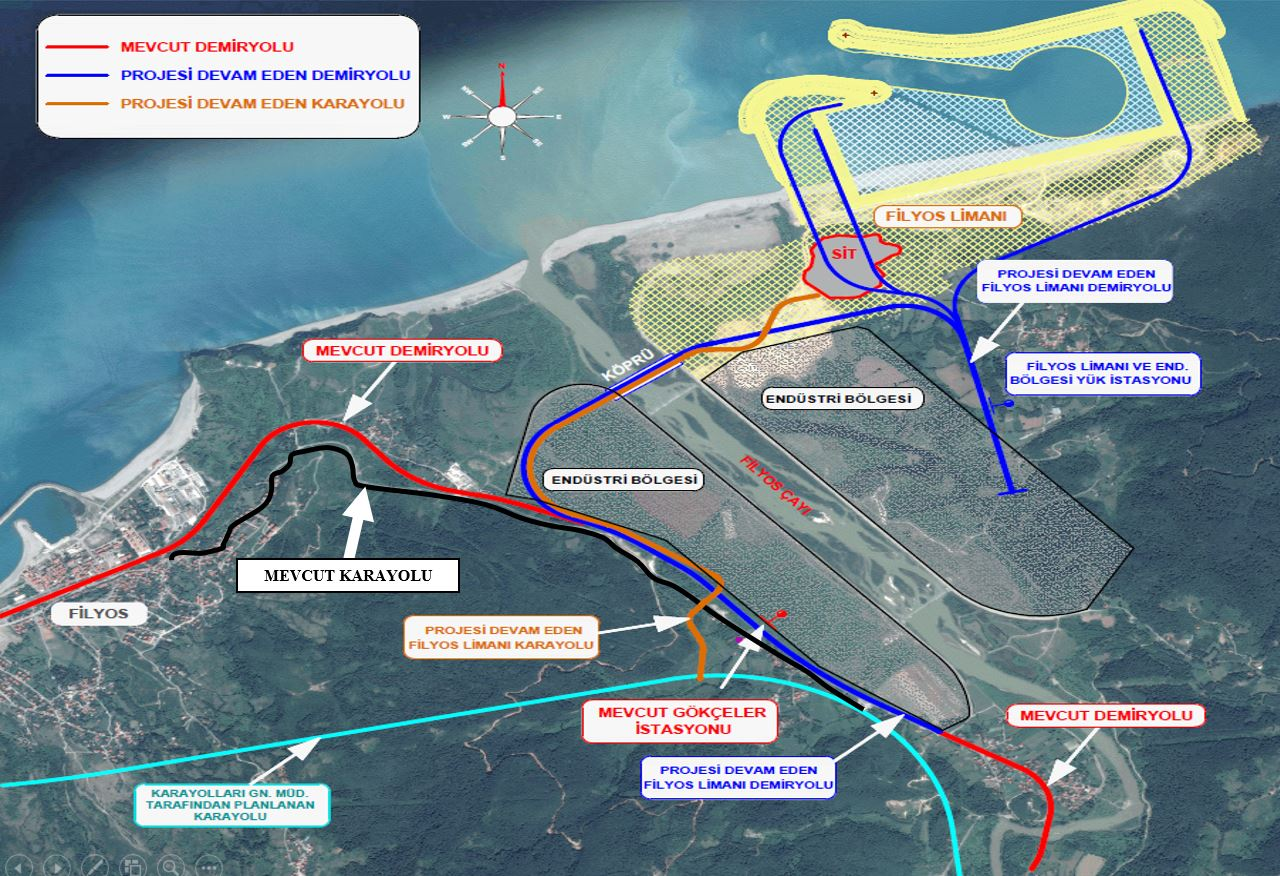 MEVCUT DEMİRYOLU
PROJESİ DEVAM EDEN DEMİRYOLU
PROJESİ DEVAM EDEN KARAYOLU
N
NW
NE
W
E
SW
SE
S
FİLYOS LİMANI
SİT
PROJESİ DEVAM EDEN
FİLYOS LİMANI DEMİRYOLU
MEVCUT DEMİRYOLU
KÖPRÜ
FİLYOS LİMANI VE END.
BÖLGESİ YÜK İSTASYONU
ENDÜSTRİ BÖLGESİ
ENDÜSTRİ BÖLGESİ
FİLYOS ÇAYI
MEVCUT KARAYOLU
FİLYOS
PROJESİ DEVAM EDEN
FİLYOS LİMANI KARAYOLU
MEVCUT GÖKÇELER
İSTASYONU
MEVCUT DEMİRYOLU
PROJESİ DEVAM EDEN
FİLYOS LİMANI DEMİRYOLU
KARAYOLLARI GN. MÜD.
TARAFINDAN PLANLANAN
KARAYOLU